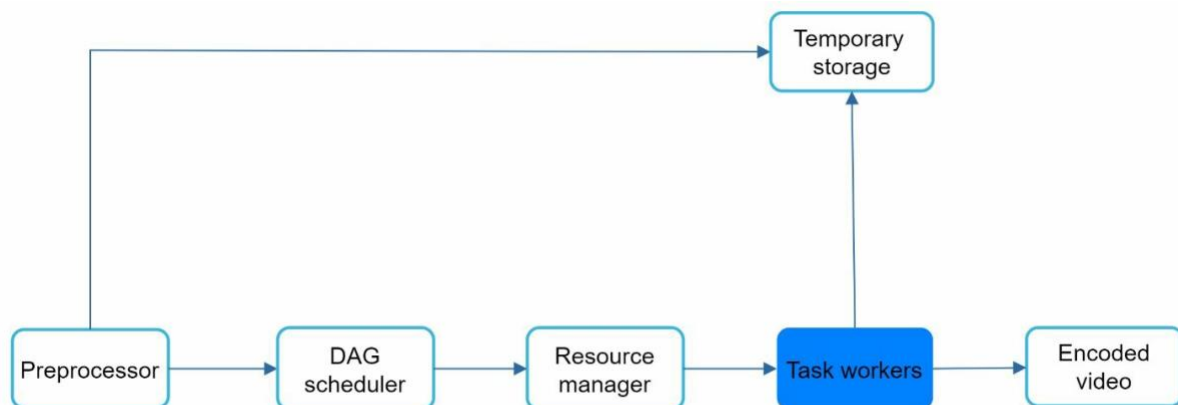 Temporary
storage
Preprocessor
DAG
scheduler
Resource
manager
Task workers
Encoded
video